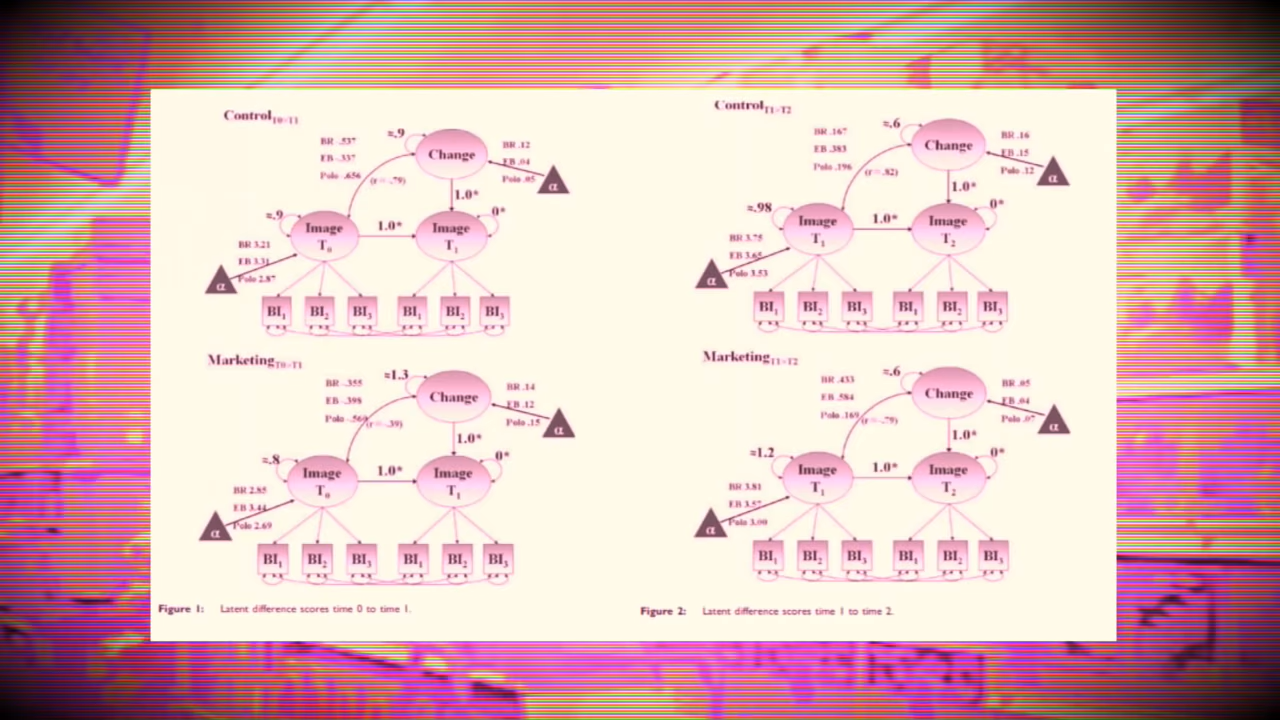 Control T0>T1
BR .537
EB .337
Polo .656
≈.9
Change
BR .12
EB .04
Polo .05
α
(r = .79)
1.0*
≈.9
Image T0
1.0*
Image T1
0*
BR 3.21
EB 3.31
Polo 2.87
α
BI1 BI2 BI3 BI1 BI2 BI3
Marketing T0>T1
BR -.355
EB -.398
Polo -.569
≈1.3
Change
BR .14
EB .12
Polo .15
α
(r = .39)
1.0*
≈.8
Image T0
1.0*
Image T1
0*
BR 2.85
EB 3.44
Polo 2.69
α
BI1 BI2 BI3 BI1 BI2 BI3
Figure 1: Latent difference scores time 0 to time 1.
Control T1>T2
BR .167
EB .383
Polo .196
≈.6
Change
BR .16
EB .15
Polo .12
α
(r = .82)
1.0*
≈.98
Image T1
1.0*
Image T2
0*
BR 3.75
EB 3.65
Polo 3.53
α
BI1 BI2 BI3 BI1 BI2 BI3
Marketing T1>T2
BR .433
EB .584
Polo .169
≈.6
Change
BR .05
EB .04
α
(r = .79)
1.0*
≈1.2
Image T1
1.0*
Image T2
0*
BR 3.81
EB 3.57
Polo 3.00
α
BI1 BI2 BI3 BI1 BI2 BI3
Figure 2: Latent difference scores time 1 to time 2.